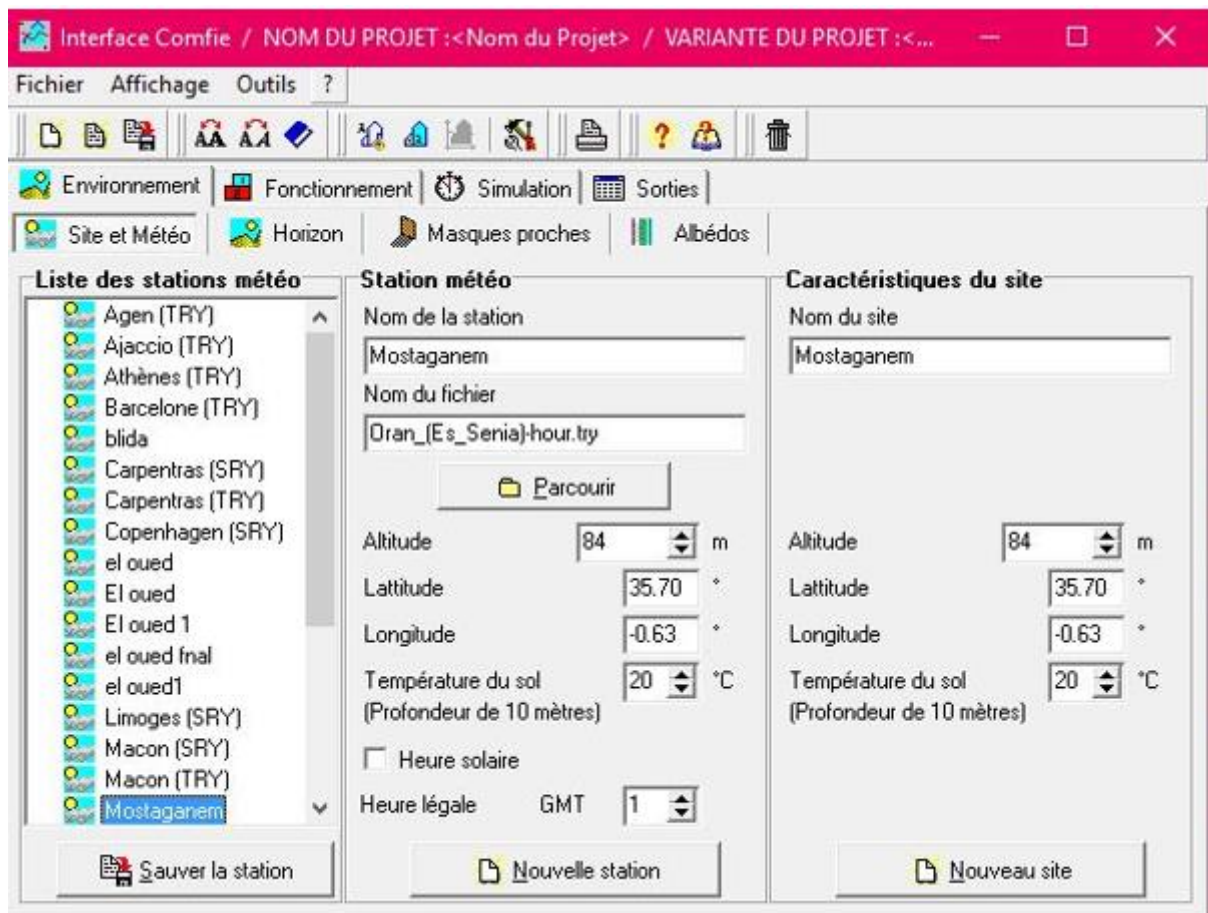 Interface Comfie / NOM DU PROJET :<Nom du Projet> / VARIANTE DU PROJET :<...
Fichier Affichage Outils ?
Environnement Fonctionnement Simulation Sorties
Site et Météo Horizon Masques proches Albédos
Liste des stations météo
Agen (TRY)
Ajaccio (TRY)
Athènes (TRY)
Barcelone (TRY)
blida
Carpentras (SRY)
Carpentras (TRY)
Copenhagen (SRY)
el oued
El oued
El oued 1
el oued fnal
el oued1
Limoges (SRY)
Macon (SRY)
Macon (TRY)
Mostaganem
Sauver la station
Station météo
Nom de la station
Mostaganem
Nom du fichier
Oran_(Es_Senia)-hour.try
Parcourir
Altitude 84 m
Lattitude 35.70 °
Longitude -0.63 °
Température du sol 20 °C
(Profondeur de 10 mètres)
Heure solaire
Heure légale GMT 1
Nouvelle station
Caractéristiques du site
Nom du site
Mostaganem
Altitude 84 m
Lattitude 35.70 °
Longitude -0.63 °
Température du sol 20 °C
(Profondeur de 10 mètres)
Nouveau site